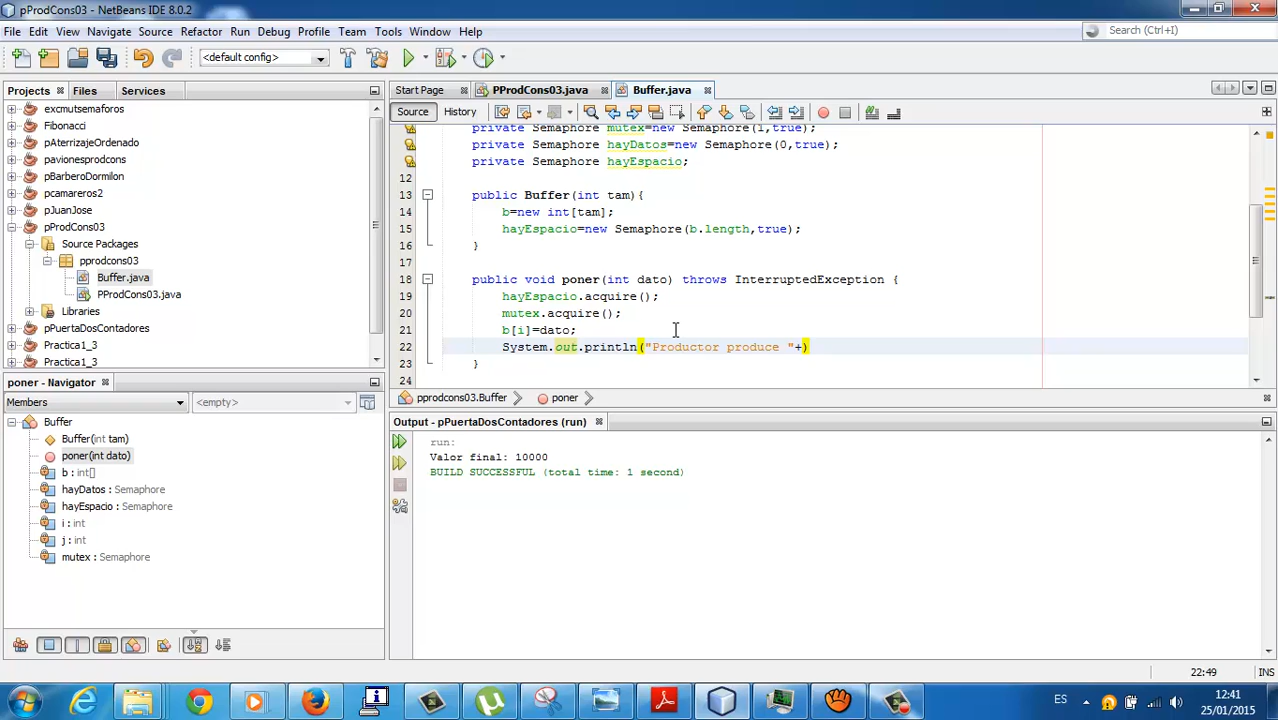 pProdCons03 - NetBeans IDE 8.0.2
File Edit View Navigate Source Refactor Run Debug Profile Team Tools Window Help
Search (Ctrl+I)
<default config>
Projects Files Services
Start Page PProdCons03.java Buffer.java
Source History
excmutsemaforos
Fibonacci
pAterrizajeOrdenado
pavionesprodcons
pBarberoDormilon
pcamareros2
pJuanJose
pProdCons03
Source Packages
pprodcons03
Buffer.java
PProdCons03.java
Libraries
pPuertaDosContadores
Practica1_3
Practica1_3
private Semaphore mutex=new Semaphore(1,true);
private Semaphore hayDatos=new Semaphore(0,true);
private Semaphore hayEspacio;
12
13 public Buffer(int tam){
14 b=new int[tam];
15 hayEspacio=new Semaphore(b.length,true);
16 }
17
18 public void poner(int dato) throws InterruptedException {
19 hayEspacio.acquire();
20 mutex.acquire();
21 b[i]=dato;
22 System.out.println("Productor produce "+)
23 }
24
pprodcons03.Buffer poner
poner - Navigator
Members <empty>
Buffer
Buffer(int tam)
poner(int dato)
b : int[]
hayDatos : Semaphore
hayEspacio : Semaphore
i : int
j : int
mutex : Semaphore
Output - pPuertaDosContadores (run)
run:
Valor final: 10000
BUILD SUCCESSFUL (total time: 1 second)
22:49 INS
ES
12:41
25/01/2015